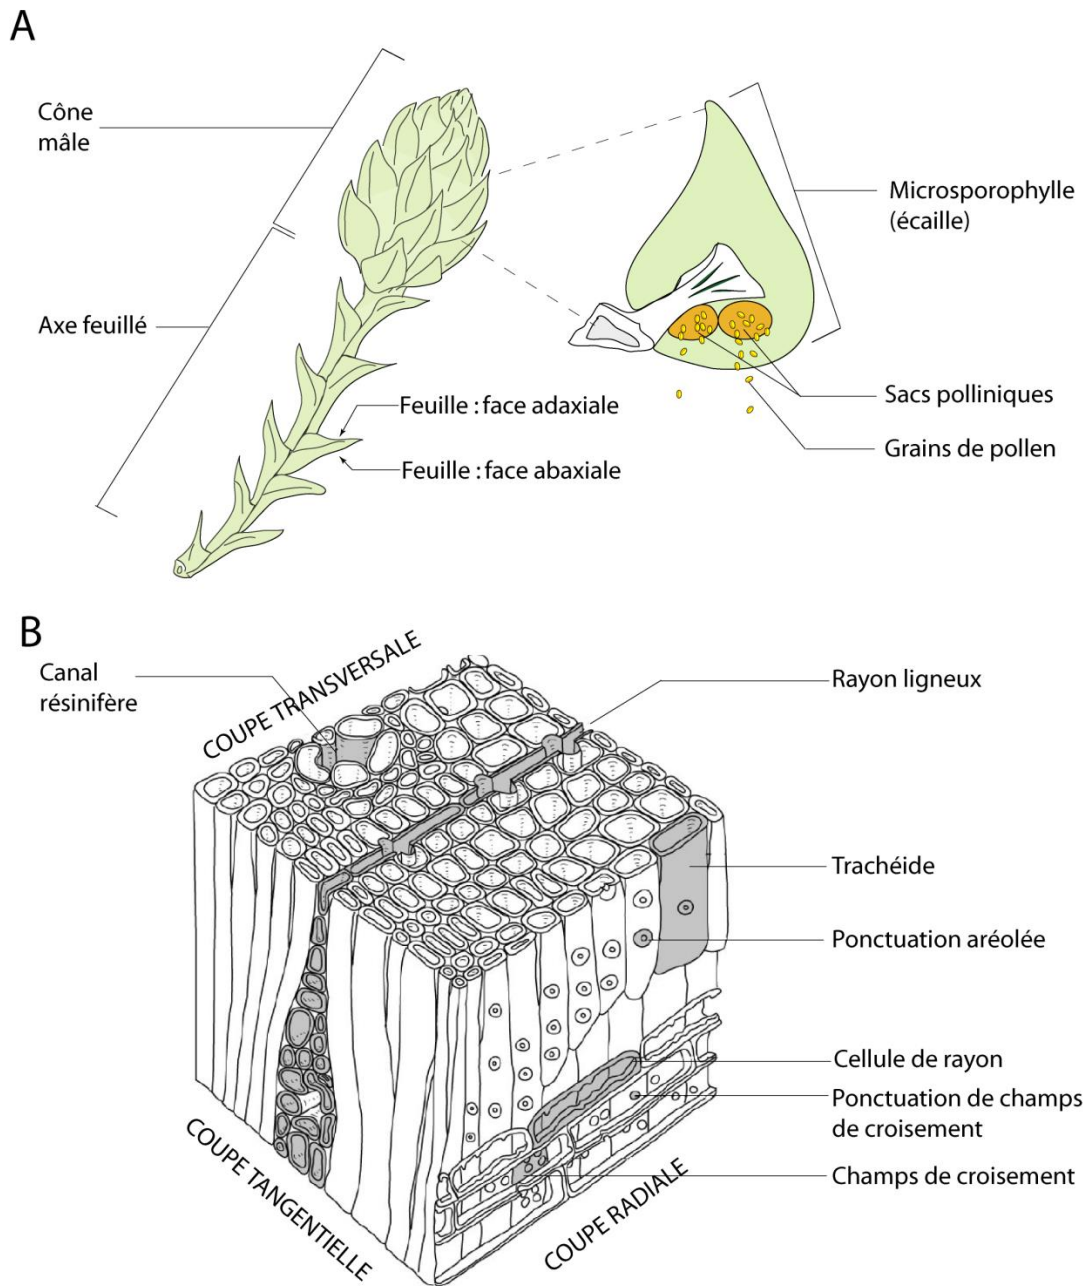 A
Cône
mâle
Microsporophylle
(écaille)
Axe feuillé
Sacs polliniques
Feuille : face adaxiale
Grains de pollen
Feuille : face abaxiale
B
Canal
résinifère
COUPE TRANSVERSALE
Rayon ligneux
Trachéide
Ponctuation aréolée
Cellule de rayon
Ponctuation de champs
de croisement
Champs de croisement
COUPE TANGENTIELLE
COUPE RADIALE